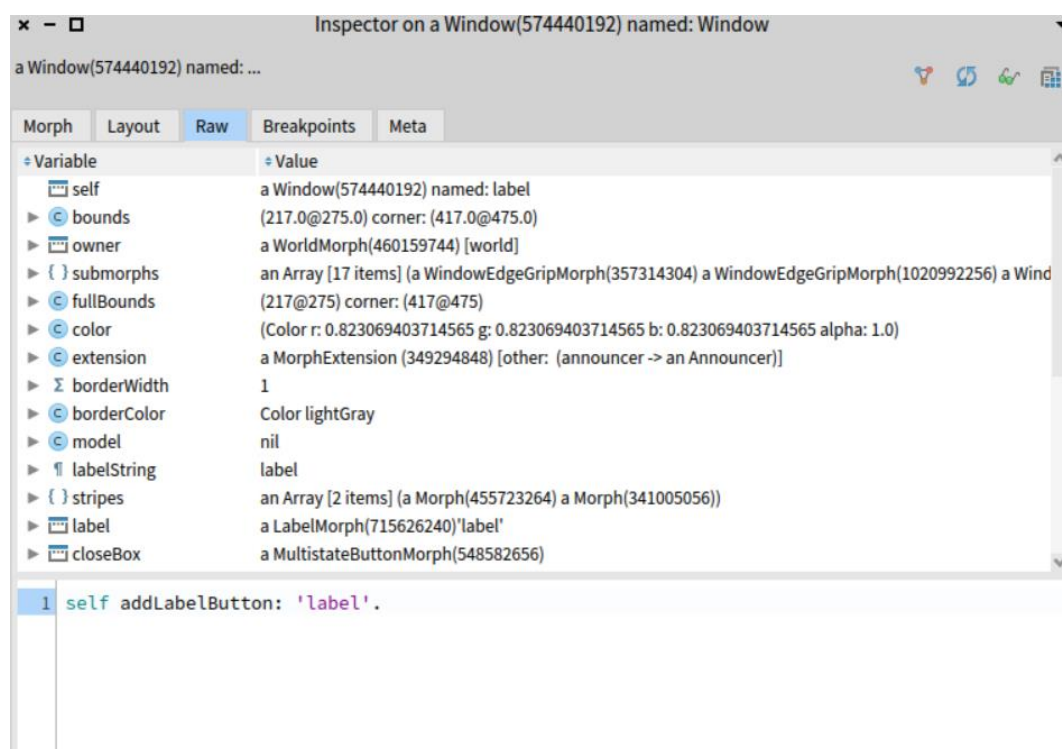 Inspector on a Window(574440192) named: Window
a Window(574440192) named: ...
Morph Layout Raw Breakpoints Meta
Variable Value
self a Window(574440192) named: label
bounds (217.0@275.0) corner: (417.0@475.0)
owner a WorldMorph(460159744) [world]
submorphs an Array [17 items] (a WindowEdgeGripMorph(357314304) a WindowEdgeGripMorph(1020992256) a Wind
fullBounds (217@275) corner: (417@475)
color (Color r: 0.823069403714565 g: 0.823069403714565 b: 0.823069403714565 alpha: 1.0)
extension a MorphExtension (349294848) [other: (announcer -> an Announcer)]
borderWidth 1
borderColor Color lightGray
model nil
labelString label
stripes an Array [2 items] (a Morph(455723264) a Morph(341005056))
label a LabelMorph(715626240)'label'
closeBox a MultistateButtonMorph(548582656)
1 self addLabelButton: 'label'.